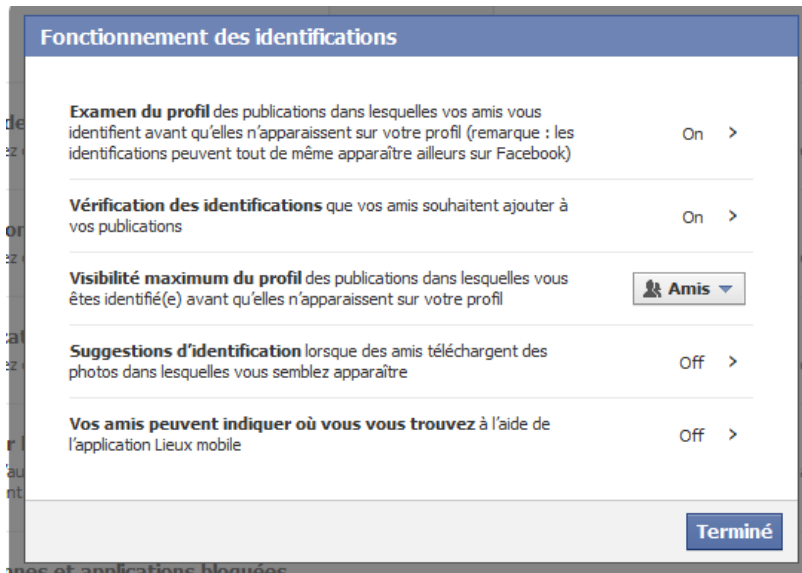 Fonctionnement des identifications
Examen du profil des publications dans lesquelles vos amis vous
identifient avant qu'elles n'apparaissent sur votre profil (remarque : les
identifications peuvent tout de même apparaître ailleurs sur Facebook)
On >
Vérification des identifications que vos amis souhaitent ajouter à
vos publications
On >
Visibilité maximum du profil des publications dans lesquelles vous
êtes identifié(e) avant qu'elles n'apparaissent sur votre profil
Amis
Suggestions d'identification lorsque des amis téléchargent des
photos dans lesquelles vous semblez apparaître
Off >
Vos amis peuvent indiquer où vous vous trouvez à l'aide de
l'application Lieux mobile
Off >
Terminé
et applications bloquées